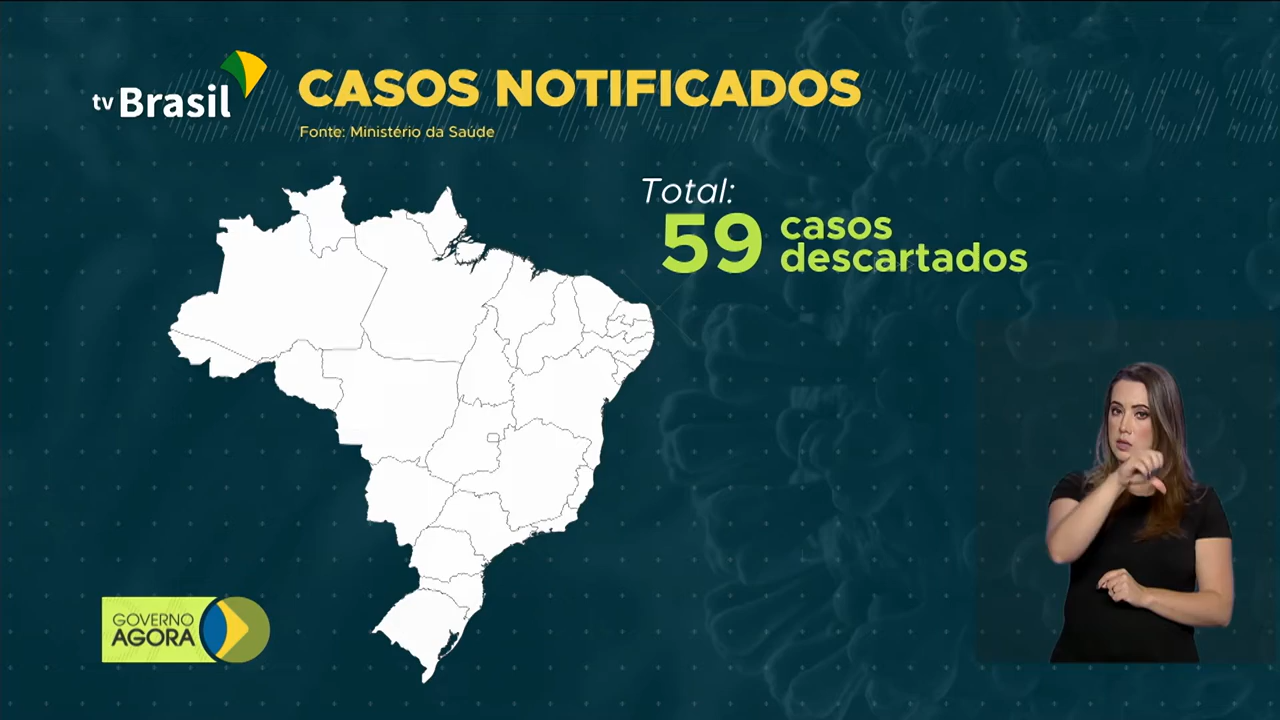 tv Brasil
CASOS NOTIFICADOS
Fonte: Ministério da Saúde
Total:
59 casos
descartados
GOVERNO
AGORA